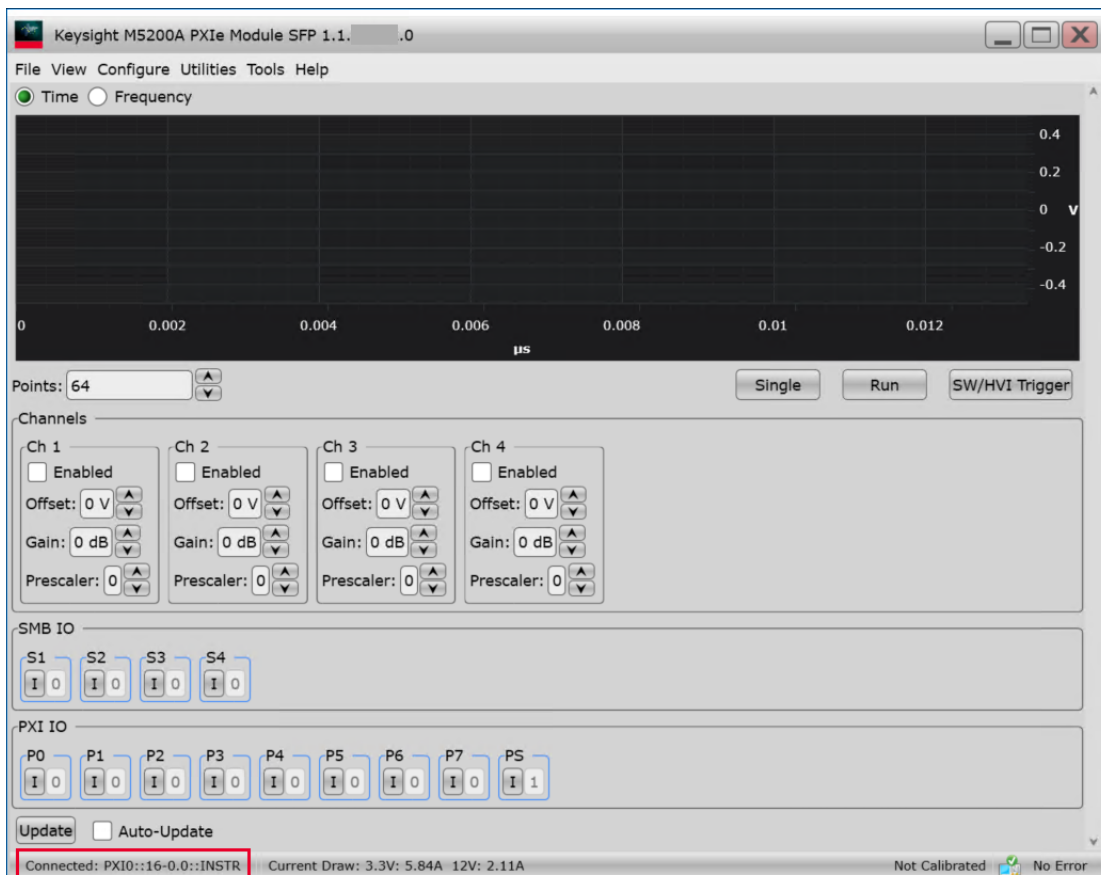 Keysight M5200A PXIe Module SFP 1.1. .0
File View Configure Utilities Tools Help
Time Frequency
0.4
0.2
0 V
-0.2
-0.4
0 0.002 0.004 0.006 0.008 0.01 0.012
µs
Points: 64 Single Run SW/HVI Trigger
Channels
Ch 1 Ch 2 Ch 3 Ch 4
Enabled Enabled Enabled Enabled
Offset: 0 V Offset: 0 V Offset: 0 V Offset: 0 V
Gain: 0 dB Gain: 0 dB Gain: 0 dB Gain: 0 dB
Prescaler: 0 Prescaler: 0 Prescaler: 0 Prescaler: 0
SMB IO
S1 S2 S3 S4
I 0 I 0 I 0 I 0
PXI IO
P0 P1 P2 P3 P4 P5 P6 P7 PS
I 0 I 0 I 0 I 0 I 0 I 0 I 0 I 0 I 1
Update Auto-Update
Connected: PXI0::16-0.0::INSTR Current Draw: 3.3V: 5.84A 12V: 2.11A Not Calibrated No Error